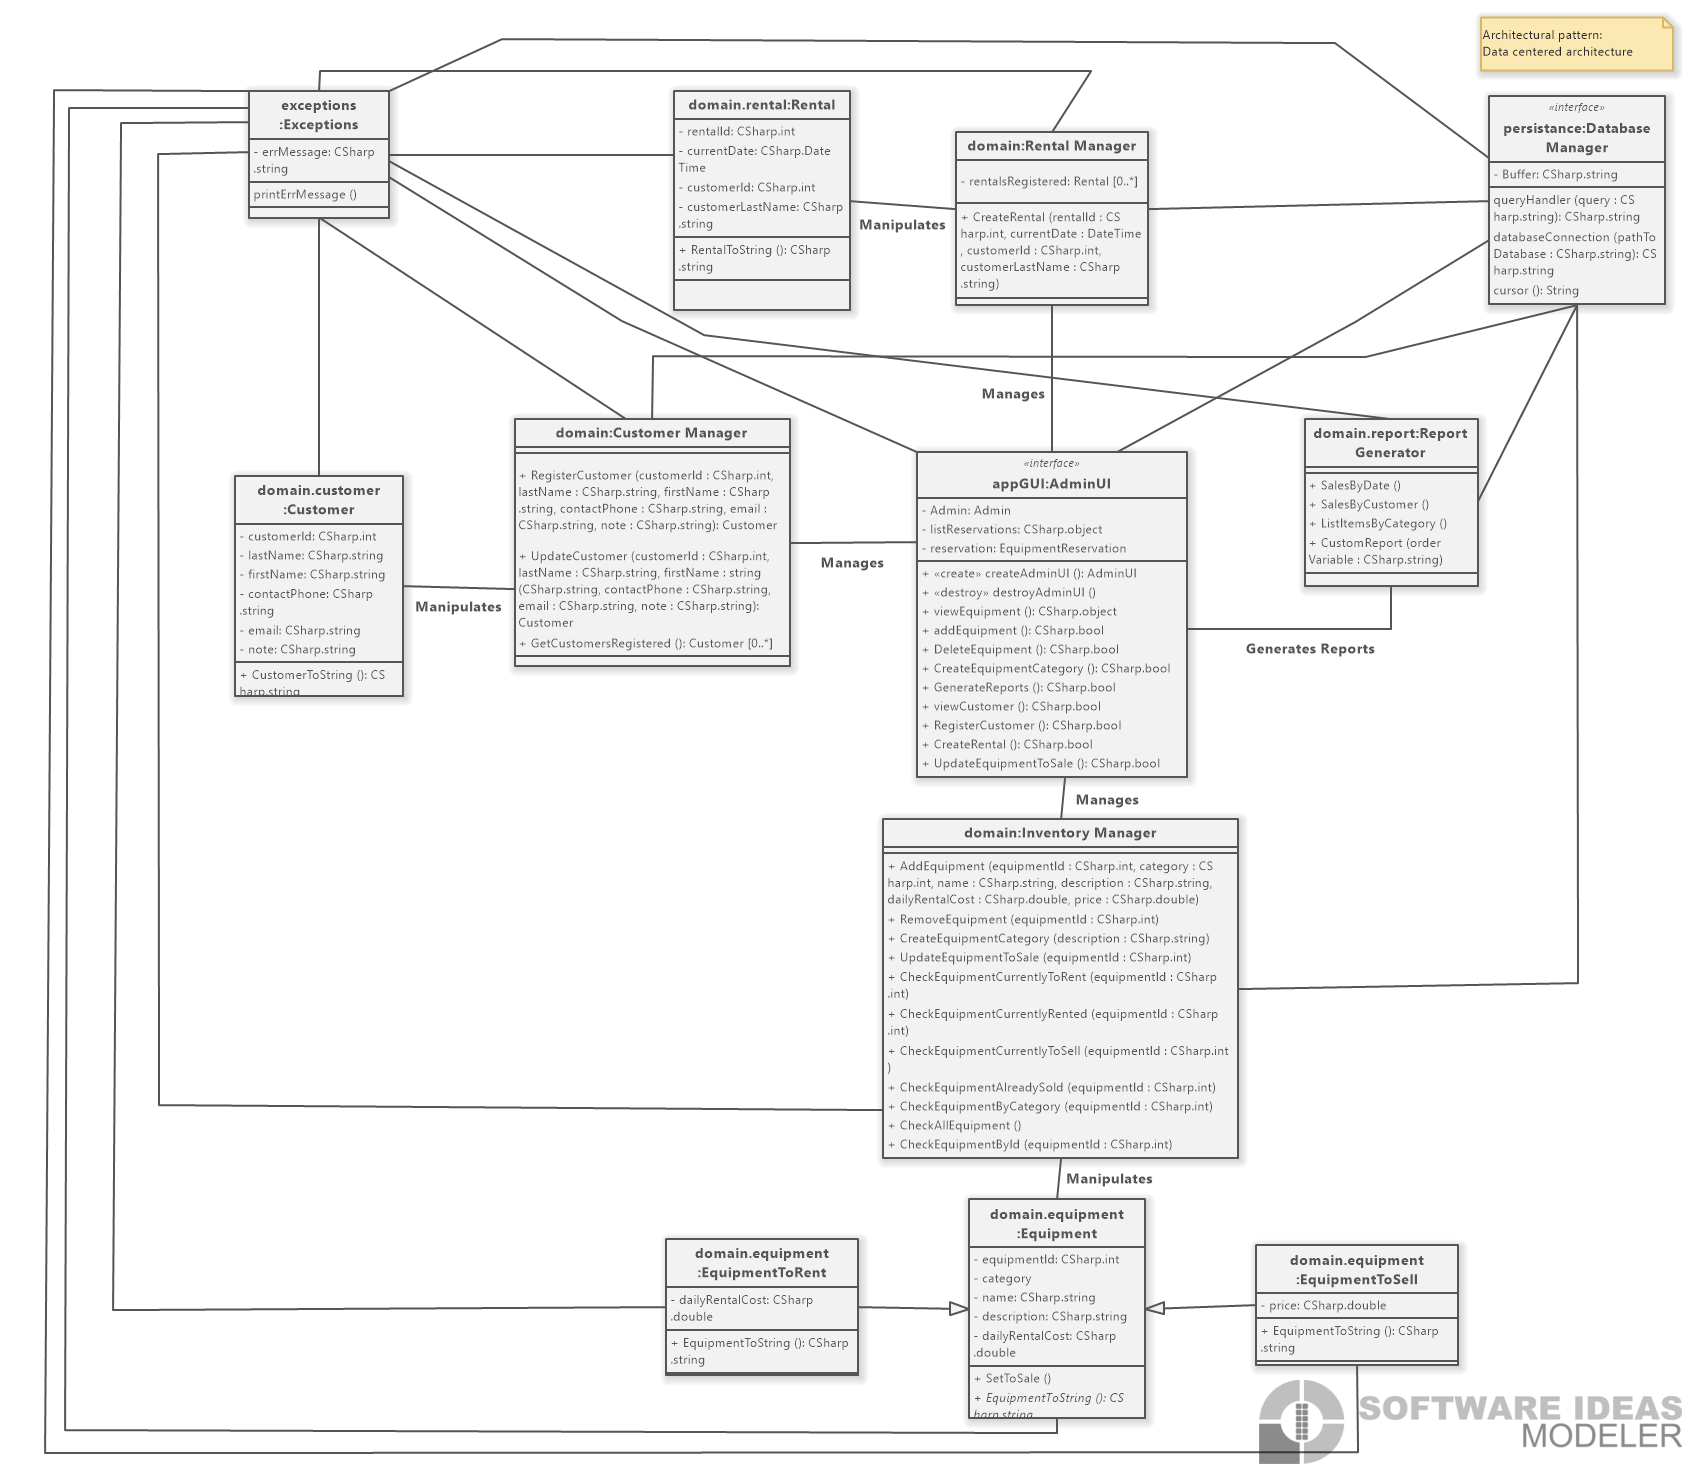 Architectural pattern:
Data centered architecture
exceptions
:Exceptions
- errMessage: CSharp
.string
printErrMessage ()
domain.rental:Rental
- rentalId: CSharp.int
- currentDate: CSharp.Date
Time
- customerId: CSharp.int
- customerLastName: CSharp
.string
+ RentalToString (): CSharp
.string
Manipulates
domain:Rental Manager
- rentalsRegistered: Rental [0..*]
+ CreateRental (rentalId : CS
harp.int, currentDate : DateTime
, customerId : CSharp.int,
customerLastName : CSharp
.string)
«interface»
persistance:Database
Manager
- Buffer: CSharp.string
queryHandler (query : CS
harp.string): CSharp.string
databaseConnection (pathTo
Database : CSharp.string): CS
harp.string
cursor (): String
Manages
domain.customer
:Customer
- customerId: CSharp.int
- lastName: CSharp.string
- firstName: CSharp.string
- contactPhone: CSharp
.string
- email: CSharp.string
- note: CSharp.string
+ CustomerToString (): CS
harp.string
Manipulates
domain:Customer Manager
+ RegisterCustomer (customerId : CSharp.int,
lastName : CSharp.string, firstName : CSharp
.string, contactPhone : CSharp.string, email :
CSharp.string, note : CSharp.string): Customer
+ UpdateCustomer (customerId : CSharp.int,
lastName : CSharp.string, firstName : string
(CSharp.string, contactPhone : CSharp.string,
email : CSharp.string, note : CSharp.string):
Customer
+ GetCustomersRegistered (): Customer [0..*]
Manages
«interface»
appGUI:AdminUI
- Admin: Admin
- listReservations: CSharp.object
- reservation: EquipmentReservation
+ «create» createAdminUI (): AdminUI
+ «destroy» destroyAdminUI ()
+ viewEquipment (): CSharp.object
+ addEquipment (): CSharp.bool
+ DeleteEquipment (): CSharp.bool
+ CreateEquipmentCategory (): CSharp.bool
+ GenerateReports (): CSharp.bool
+ viewCustomer (): CSharp.bool
+ RegisterCustomer (): CSharp.bool
+ CreateRental (): CSharp.bool
+ UpdateEquipmentToSale (): CSharp.bool
domain.report:Report
Generator
+ SalesByDate ()
+ SalesByCustomer ()
+ ListItemsByCategory ()
+ CustomReport (order
Variable : CSharp.string)
Generates Reports
Manages
domain:Inventory Manager
+ AddEquipment (equipmentId : CSharp.int, category : CS
harp.int, name : CSharp.string, description : CSharp.string,
dailyRentalCost : CSharp.double, price : CSharp.double)
+ RemoveEquipment (equipmentId : CSharp.int)
+ CreateEquipmentCategory (description : CSharp.string)
+ UpdateEquipmentToSale (equipmentId : CSharp.int)
+ CheckEquipmentCurrentlyToRent (equipmentId : CSharp
.int)
+ CheckEquipmentCurrentlyRented (equipmentId : CSharp
.int)
+ CheckEquipmentCurrentlyToSell (equipmentId : CSharp.int
)
+ CheckEquipmentAlreadySold (equipmentId : CSharp.int)
+ CheckEquipmentByCategory (equipmentId : CSharp.int)
+ CheckAllEquipment ()
+ CheckEquipmentById (equipmentId : CSharp.int)
Manipulates
domain.equipment
:EquipmentToRent
- dailyRentalCost: CSharp
.double
+ EquipmentToString (): CSharp
.string
domain.equipment
:Equipment
- equipmentId: CSharp.int
- category
- name: CSharp.string
- description: CSharp.string
- dailyRentalCost: CSharp
.double
+ SetToSale ()
+ EquipmentToString (): CS
harp.string
domain.equipment
:EquipmentToSell
- price: CSharp.double
+ EquipmentToString (): CSharp
.string
SOFTWARE IDEAS
MODELER